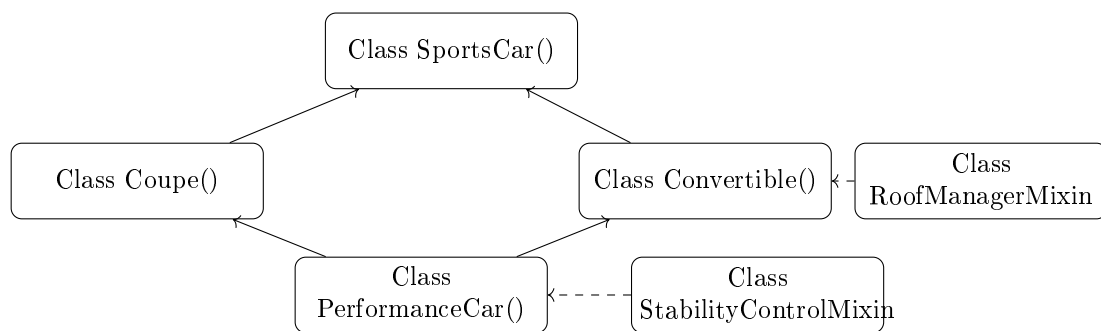 Class SportsCar()
Class Coupe()
Class Convertible()
Class
RoofManagerMixin
Class
PerformanceCar()
Class
StabilityControlMixin